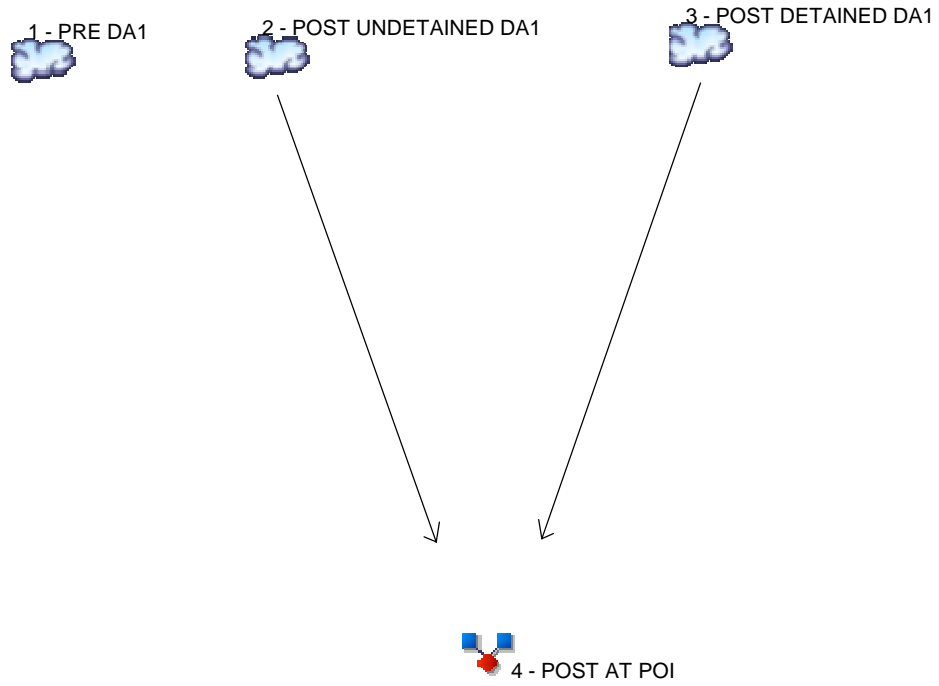 1 - PRE DA1
2 - POST UNDETAINED DA1
3 - POST DETAINED DA1
4 - POST AT POI